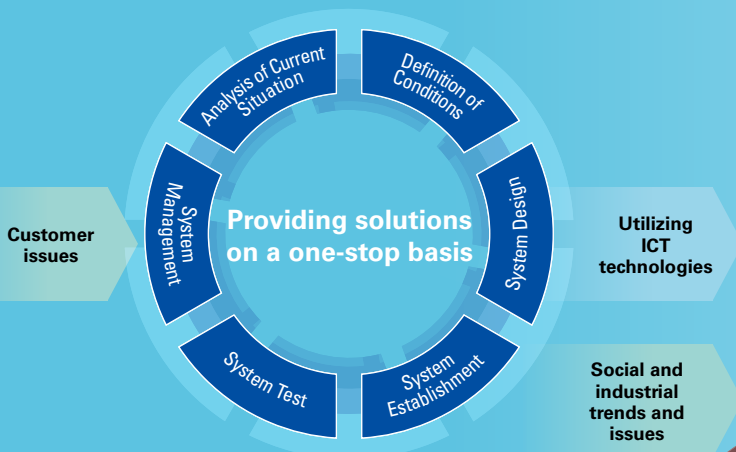 Analysis of Current
Situation
Definition of
Conditions
System Design
System
Establishment
System Test
System
Management
Providing solutions
on a one-stop basis
Customer
issues
Utilizing
ICT
technologies
Social and
industrial
trends and
issues